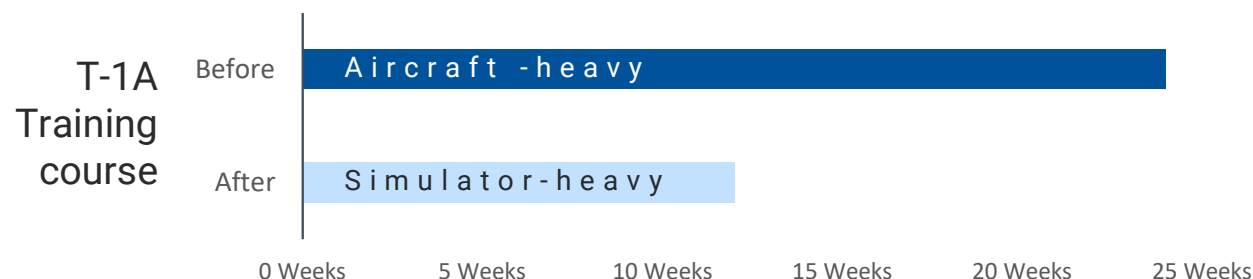 T-1A
Training
course
Before
Aircraft -heavy
After
Simulator-heavy
0 Weeks
5 Weeks
10 Weeks
15 Weeks
20 Weeks
25 Weeks